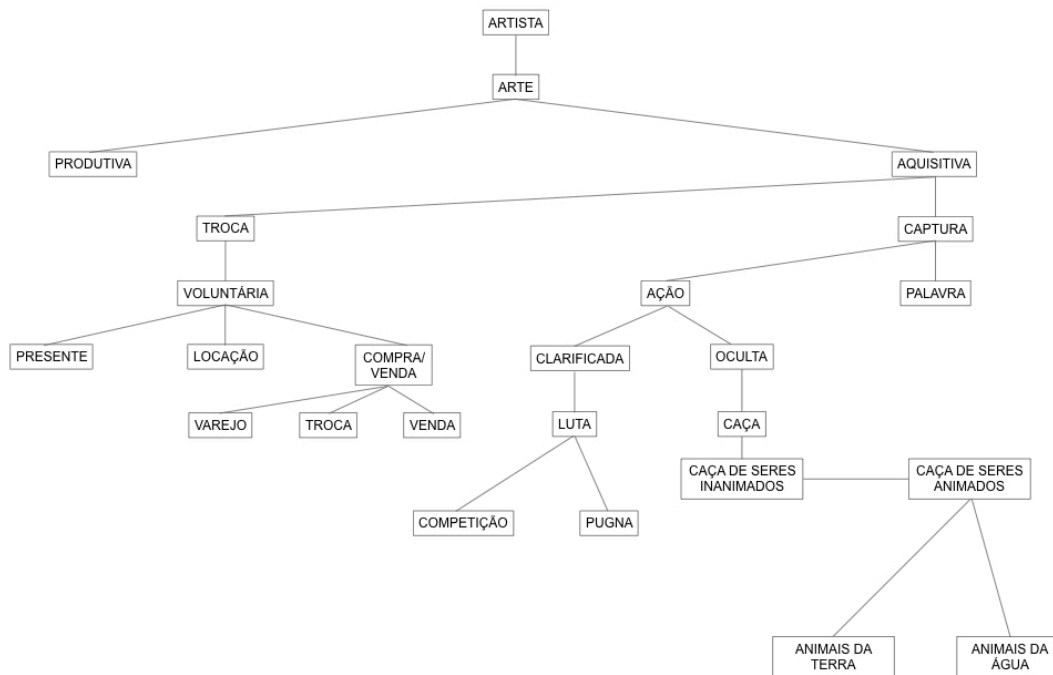 ARTISTA
ARTE
PRODUTIVA
AQUISITIVA
TROCA
CAPTURA
VOLUNTÁRIA
AÇÃO
PALAVRA
PRESENTE
LOCAÇÃO
COMPRA/
VENDA
CLARIFICADA
OCULTA
VAREJO
TROCA
VENDA
LUTA
CAÇA
CAÇA DE SERES
INANIMADOS
CAÇA DE SERES
ANIMADOS
COMPETIÇÃO
PUGNA
ANIMAIS DA
TERRA
ANIMAIS DA
ÁGUA